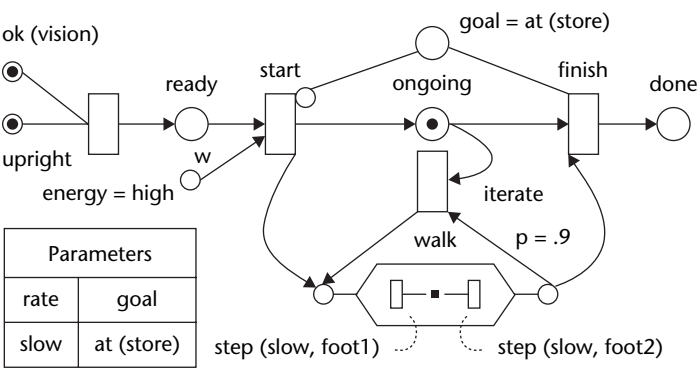 goal = at (store)
ok (vision)
ready
start
ongoing
finish
done
upright
w
energy = high
iterate
walk
p = .9
Parameters
rate goal
slow at (store)
step (slow, foot1)
step (slow, foot2)